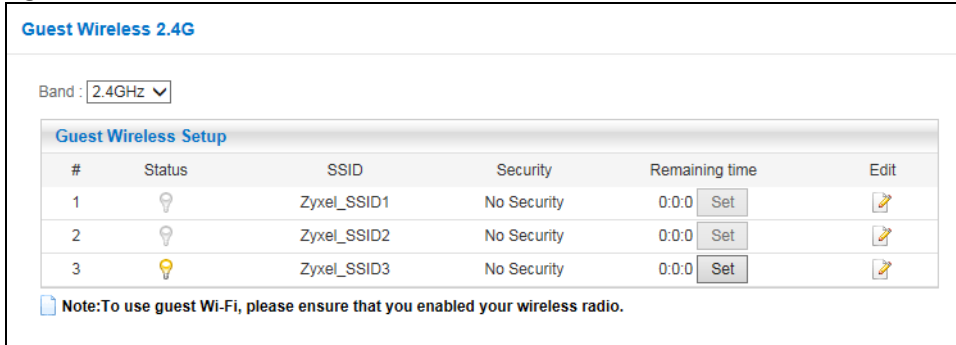 Guest Wireless 2.4G
Band : 2.4GHz
Guest Wireless Setup
# Status SSID Security Remaining time Edit
1 Zyxel_SSID1 No Security 0:0:0 Set
2 Zyxel_SSID2 No Security 0:0:0 Set
3 Zyxel_SSID3 No Security 0:0:0 Set
Note:To use guest Wi-Fi, please ensure that you enabled your wireless radio.